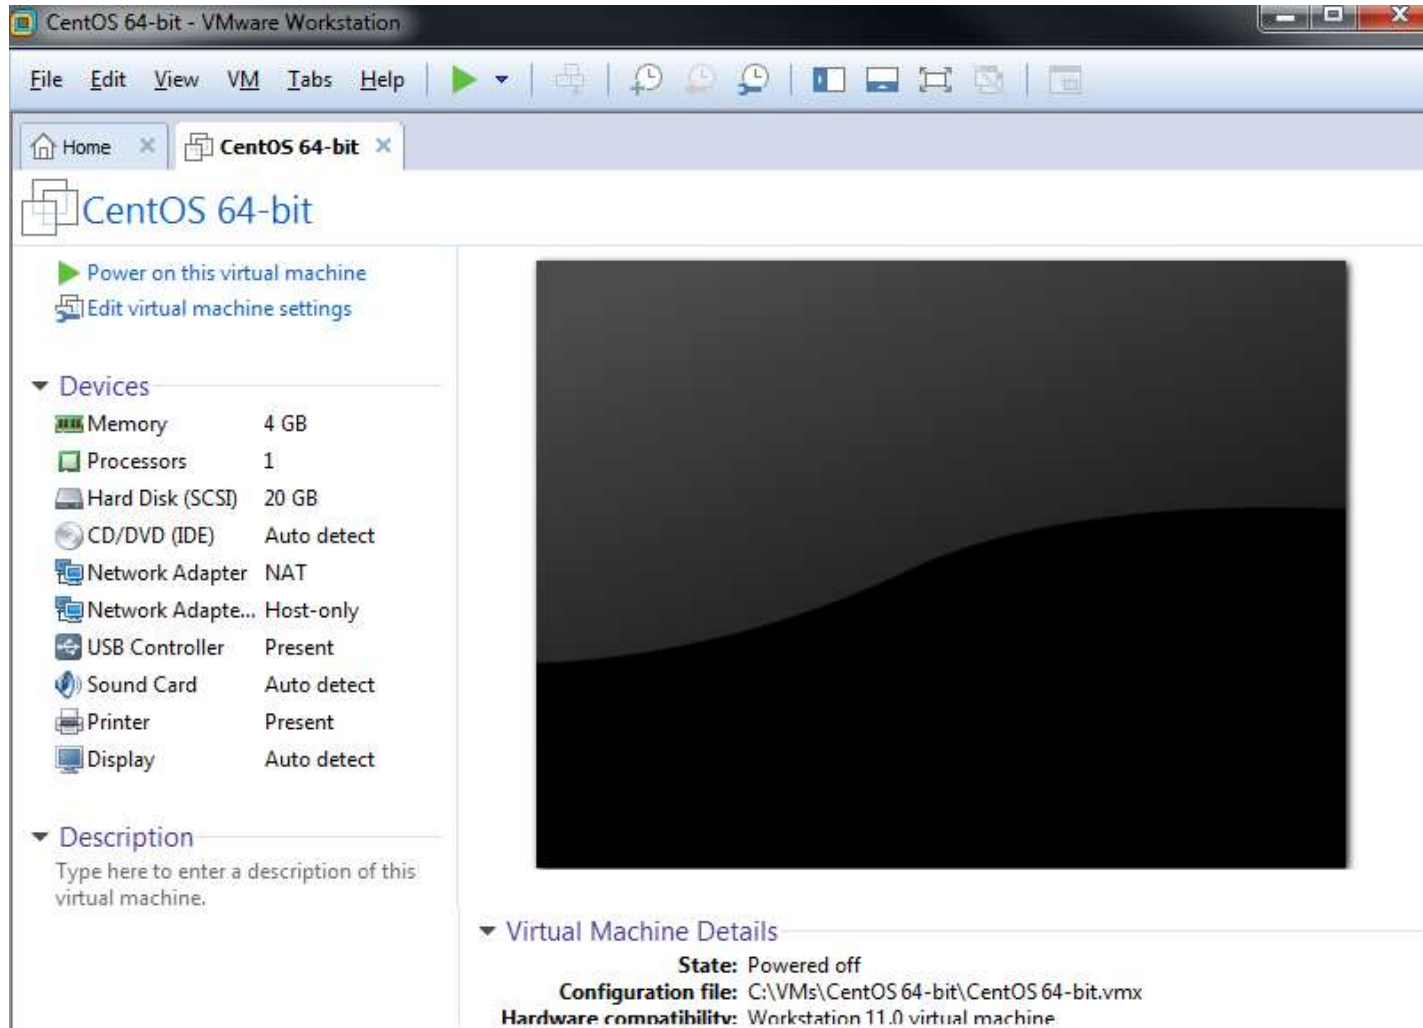 CentOS 64-bit - VMware Workstation
File Edit View VM Tabs Help
Home CentOS 64-bit
CentOS 64-bit
Power on this virtual machine
Edit virtual machine settings
Devices
Memory 4 GB
Processors 1
Hard Disk (SCSI) 20 GB
CD/DVD (IDE) Auto detect
Network Adapter NAT
Network Adapte... Host-only
USB Controller Present
Sound Card Auto detect
Printer Present
Display Auto detect
Description
Type here to enter a description of this
virtual machine.
Virtual Machine Details
State: Powered off
Configuration file: C:\VMs\CentOS 64-bit\CentOS 64-bit.vmx
Hardware compatibility: Workstation 11.0 virtual machine